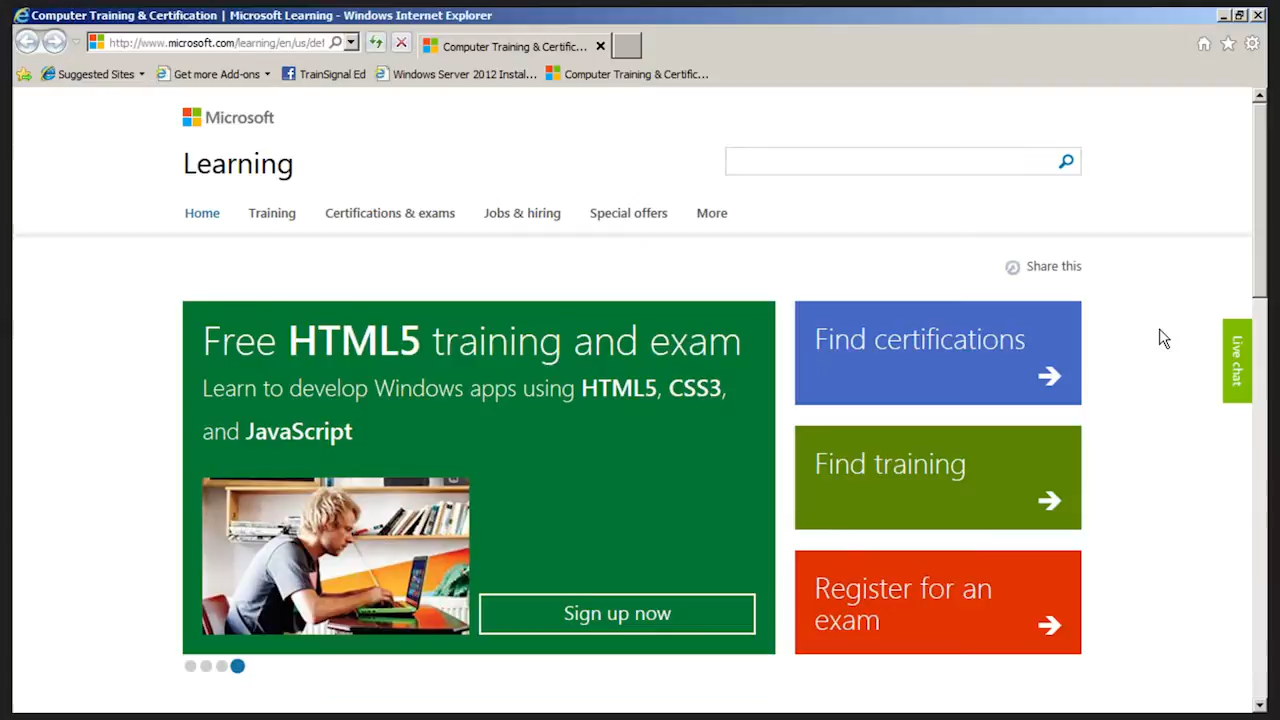 Computer Training & Certification | Microsoft Learning - Windows Internet Explorer
http://www.microsoft.com/learning/en/us/def
Computer Training & Certific...
Suggested Sites
Get more Add-ons
TrainSignal Ed
Windows Server 2012 Instal...
Computer Training & Certific...
Microsoft
Learning
Home Training Certifications & exams Jobs & hiring Special offers More
Share this
Free HTML5 training and exam
Learn to develop Windows apps using HTML5, CSS3,
and JavaScript
Sign up now
Find certifications
Find training
Register for an
exam
Live chat